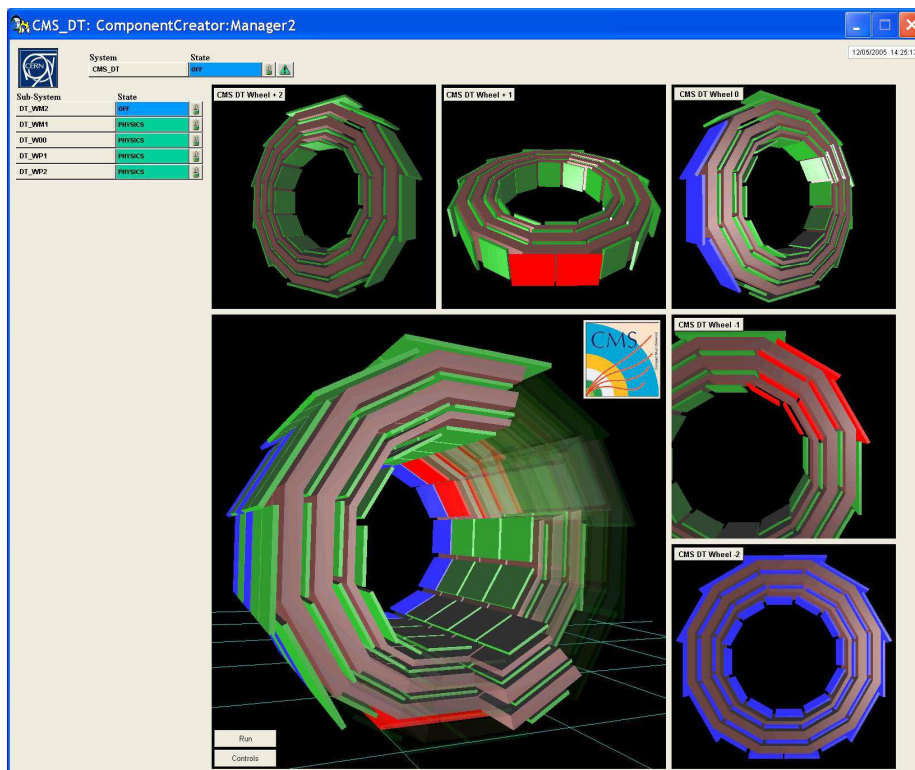 CMS_DT: ComponentCreator:Manager2
12/05/2005 14:25:13
CERN
System State
CMS_DT OFF
Sub-System State
DT_WM2 OFF
DT_WM1 PHYSICS
DT_W00 PHYSICS
DT_WP1 PHYSICS
DT_WP2 PHYSICS
CMS DT Wheel + 2
CMS DT Wheel + 1
CMS DT Wheel 0
CMS
CMS DT Wheel -1
CMS DT Wheel -2
Run
Controls